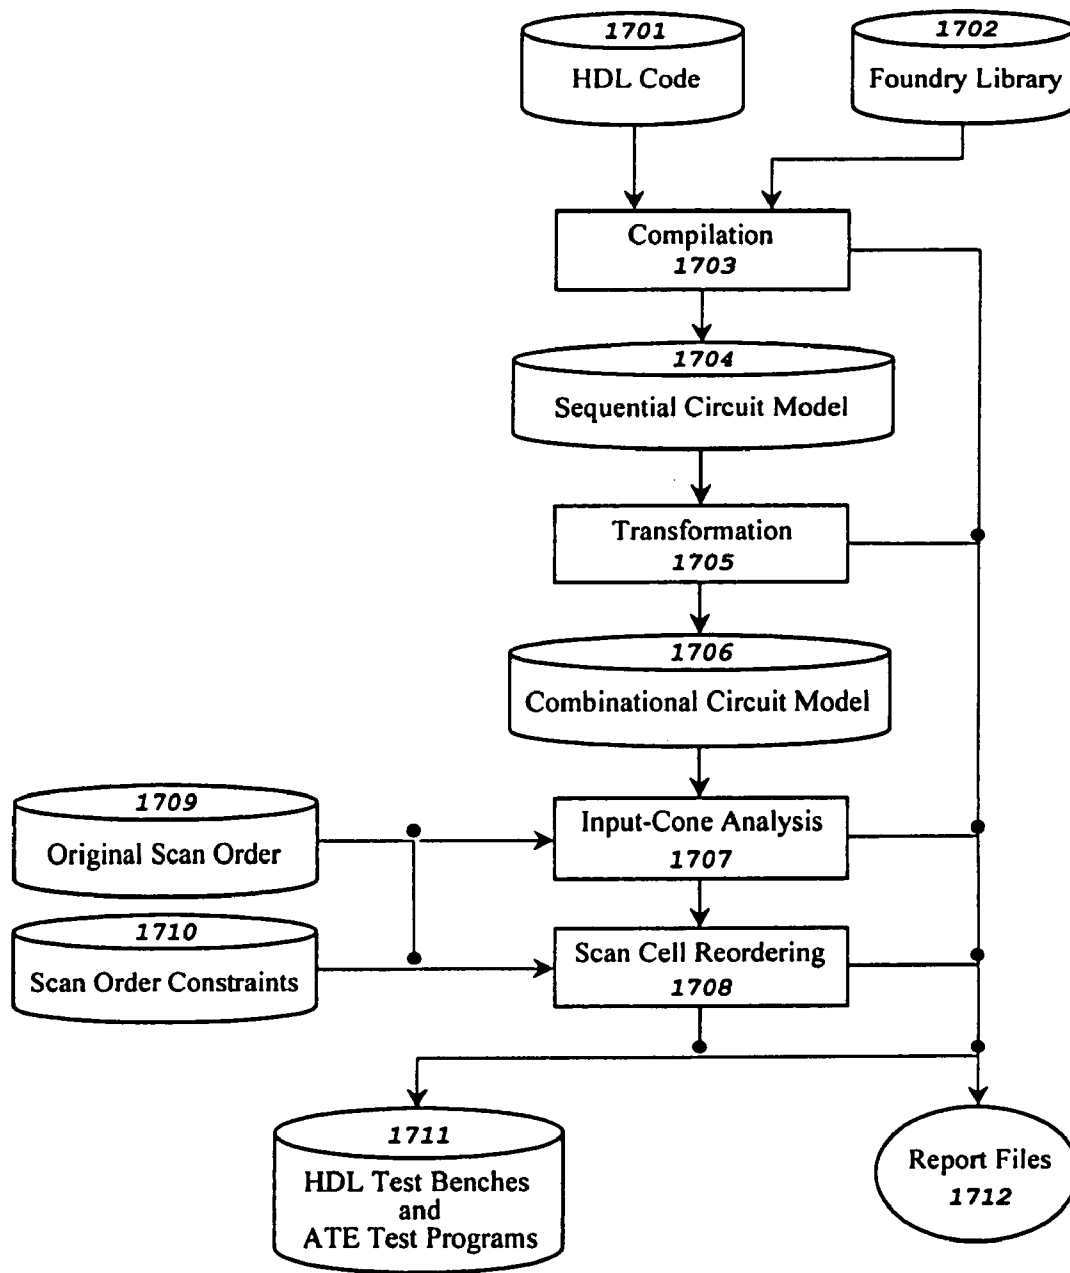 1701
HDL Code
1702
Foundry Library
Compilation
1703
1704
Sequential Circuit Model
Transformation
1705
1706
Combinational Circuit Model
1709
Original Scan Order
Input-Cone Analysis
1707
1710
Scan Order Constraints
Scan Cell Reordering
1708
1711
HDL Test Benches
and
ATE Test Programs
Report Files
1712